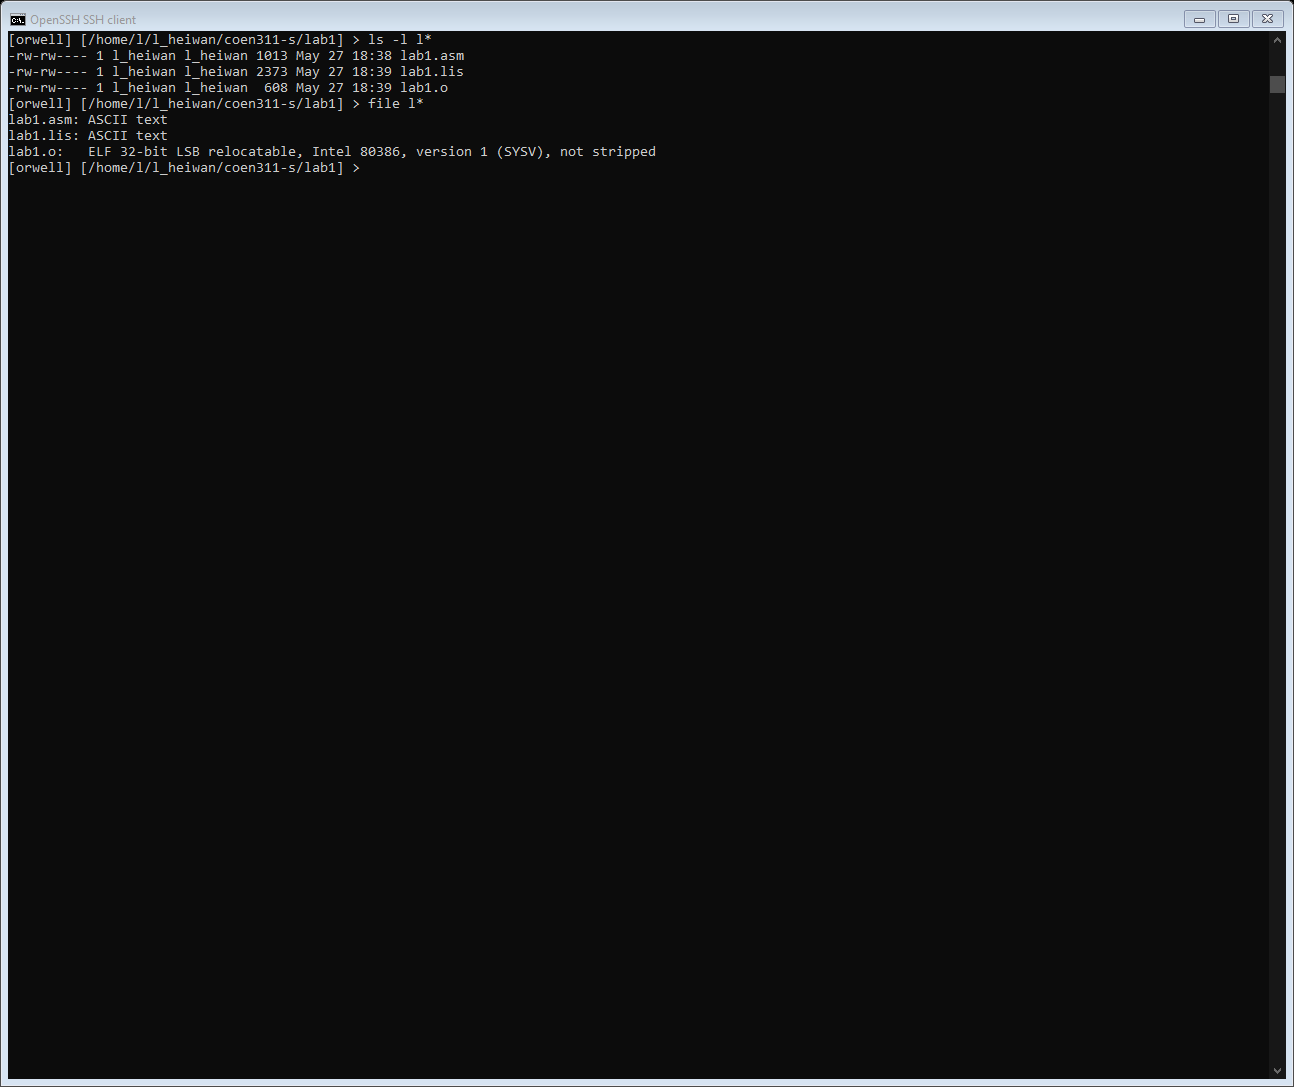 OpenSSH SSH client
[orwell] [/home/l/l_heiwan/coen311-s/lab1] > ls -l l*
-rw-rw---- 1 l_heiwan l_heiwan 1013 May 27 18:38 lab1.asm
-rw-rw---- 1 l_heiwan l_heiwan 2373 May 27 18:39 lab1.lis
-rw-rw---- 1 l_heiwan l_heiwan  608 May 27 18:39 lab1.o
[orwell] [/home/l/l_heiwan/coen311-s/lab1] > file l*
lab1.asm: ASCII text
lab1.lis: ASCII text
lab1.o:   ELF 32-bit LSB relocatable, Intel 80386, version 1 (SYSV), not stripped
[orwell] [/home/l/l_heiwan/coen311-s/lab1] >